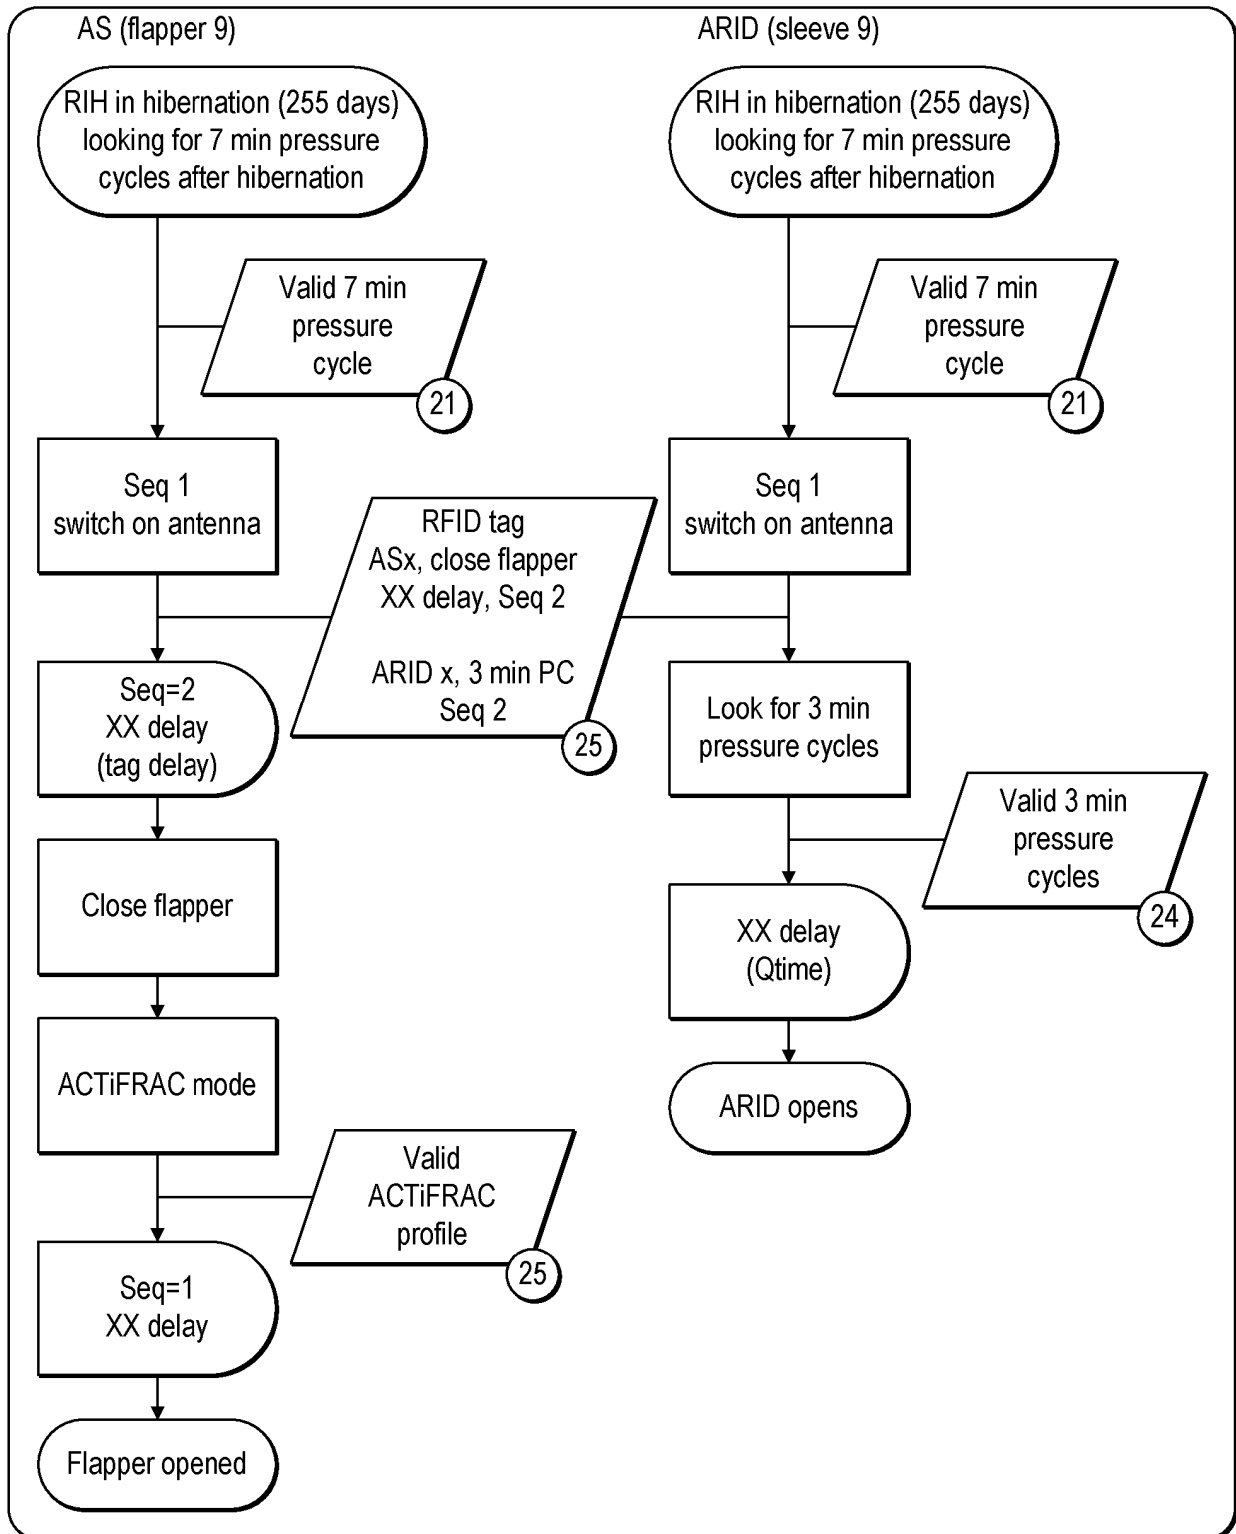 AS (flapper 9)
RIH in hibernation (255 days)
looking for 7 min pressure
cycles after hibernation
Valid 7 min
pressure
cycle
21
Seq 1
switch on antenna
RFID tag
ASx, close flapper
XX delay, Seq 2
ARID x, 3 min PC
Seq 2
25
Seq=2
XX delay
(tag delay)
Close flapper
ACTiFRAC mode
Valid
ACTiFRAC
profile
25
Seq=1
XX delay
Flapper opened
ARID (sleeve 9)
RIH in hibernation (255 days)
looking for 7 min pressure
cycles after hibernation
Valid 7 min
pressure
cycle
21
Seq 1
switch on antenna
Look for 3 min
pressure cycles
Valid 3 min
pressure
cycles
24
XX delay
(Qtime)
ARID opens